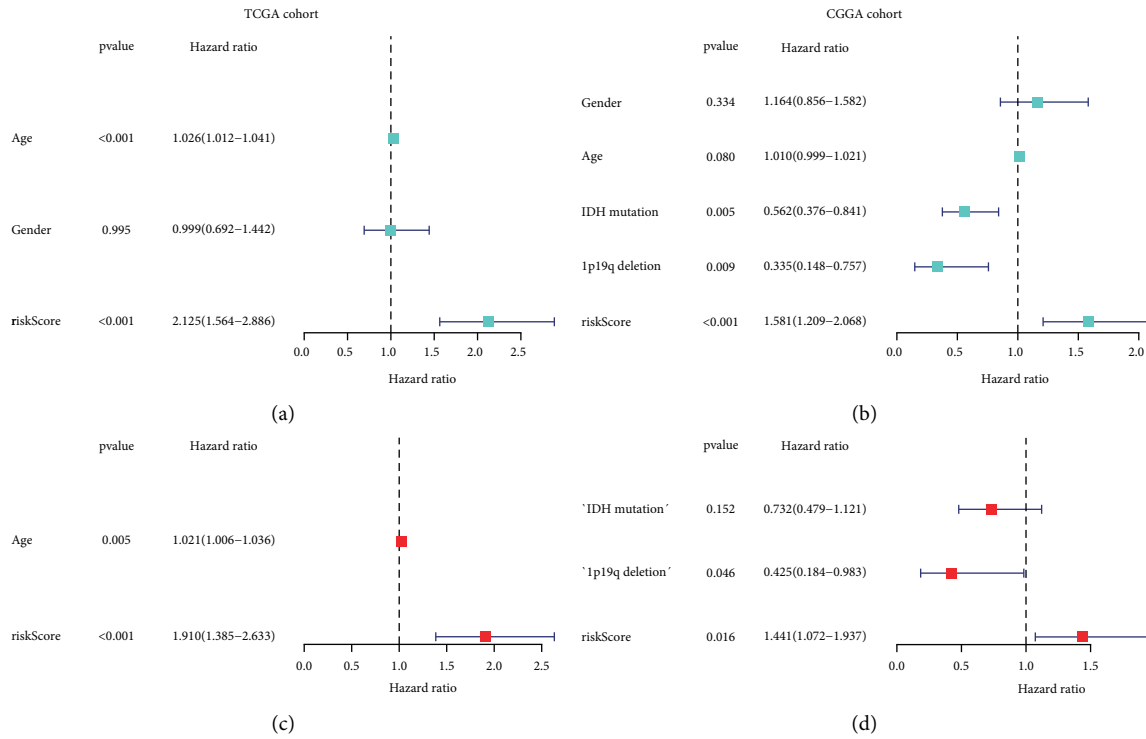 TCGA cohort
pvalue Hazard ratio
Age <0.001 1.026(1.012−1.041)
Gender 0.995 0.999(0.692−1.442)
riskScore <0.001 2.125(1.564−2.886)
0.0 0.5 1.0 1.5 2.0 2.5
Hazard ratio
(a)
CGGA cohort
pvalue Hazard ratio
Gender 0.334 1.164(0.856−1.582)
Age 0.080 1.010(0.999−1.021)
IDH mutation 0.005 0.562(0.376−0.841)
1p19q deletion 0.009 0.335(0.148−0.757)
riskScore <0.001 1.581(1.209−2.068)
0.0 0.5 1.0 1.5 2.0
Hazard ratio
(b)
pvalue Hazard ratio
Age 0.005 1.021(1.006−1.036)
riskScore <0.001 1.910(1.385−2.633)
0.0 0.5 1.0 1.5 2.0 2.5
Hazard ratio
(c)
pvalue Hazard ratio
`IDH mutation´ 0.152 0.732(0.479−1.121)
`1p19q deletion´ 0.046 0.425(0.184−0.983)
riskScore 0.016 1.441(1.072−1.937)
0.0 0.5 1.0 1.5
Hazard ratio
(d)